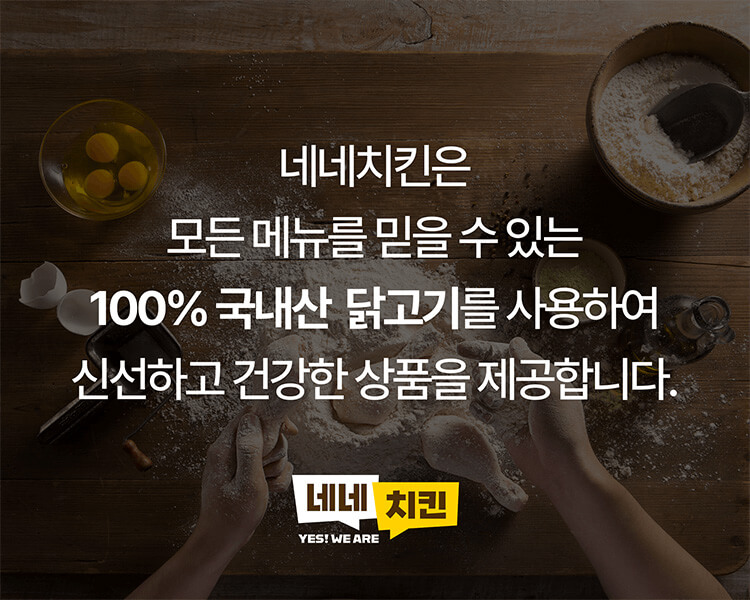 네네치킨은
모든 메뉴를 믿을 수 있는
100% 국내산 닭고기를 사용하여
신선하고 건강한 상품을 제공합니다.
네네치킨
YES! WE ARE